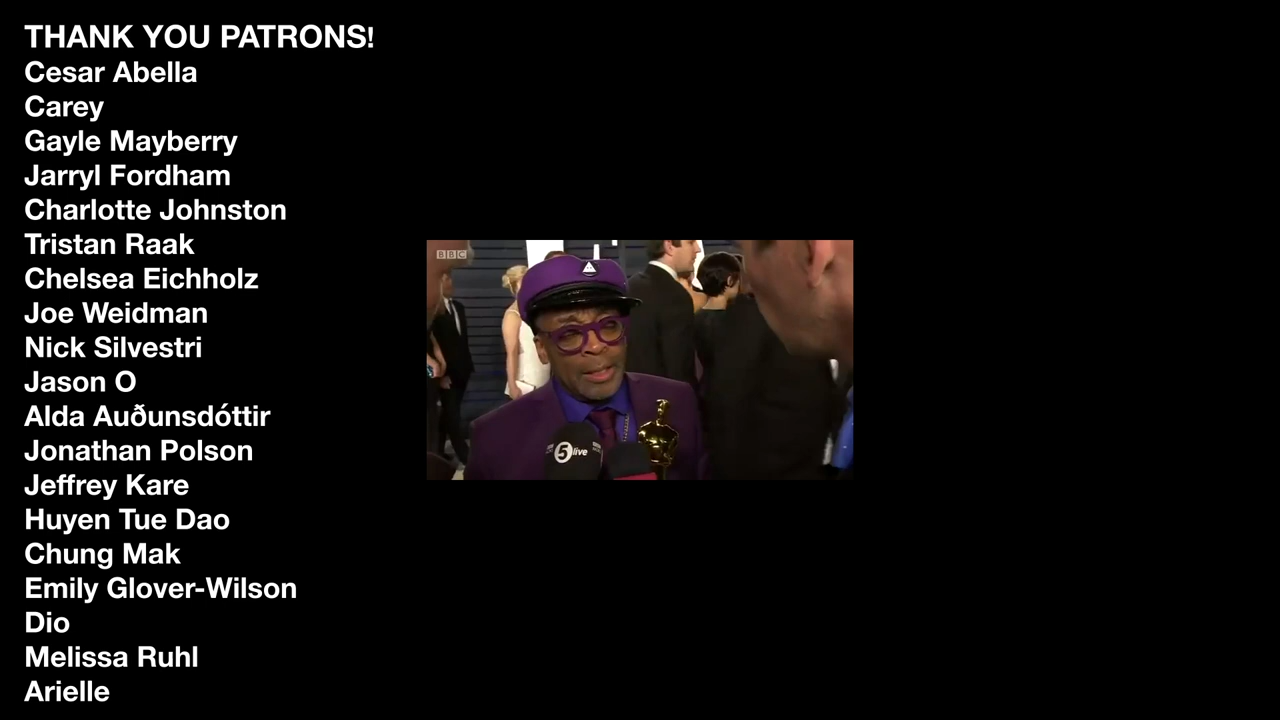 THANK YOU PATRONS!
Cesar Abella
Carey
Gayle Mayberry
Jarryl Fordham
Charlotte Johnston
Tristan Raak
Chelsea Eichholz
Joe Weidman
Nick Silvestri
Jason O
Alda Auðunsdóttir
Jonathan Polson
Jeffrey Kare
Huyen Tue Dao
Chung Mak
Emily Glover-Wilson
Dio
Melissa Ruhl
Arielle
BBC
5 live